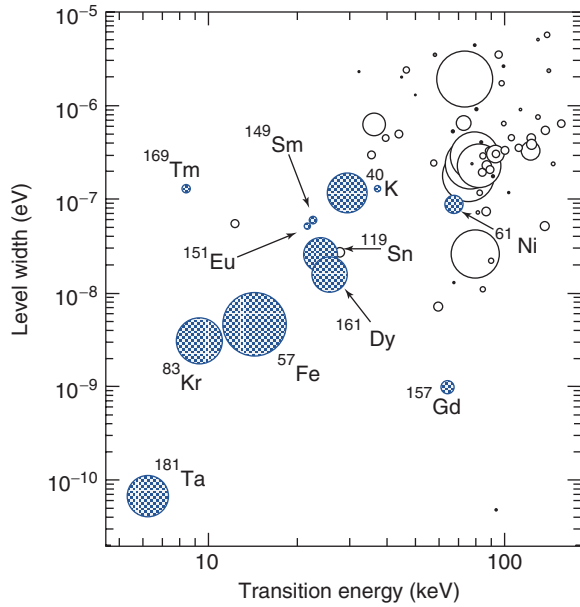 10⁻⁵
10⁻⁶
10⁻⁷
10⁻⁸
10⁻⁹
10⁻¹⁰
Level width (eV)
¹⁶⁹Tm
¹⁴⁹Sm
⁴⁰K
¹⁵¹Eu
¹¹⁹Sn
⁶¹Ni
¹⁶¹Dy
⁸³Kr
⁵⁷Fe
¹⁵⁷Gd
¹⁸¹Ta
10
100
Transition energy (keV)